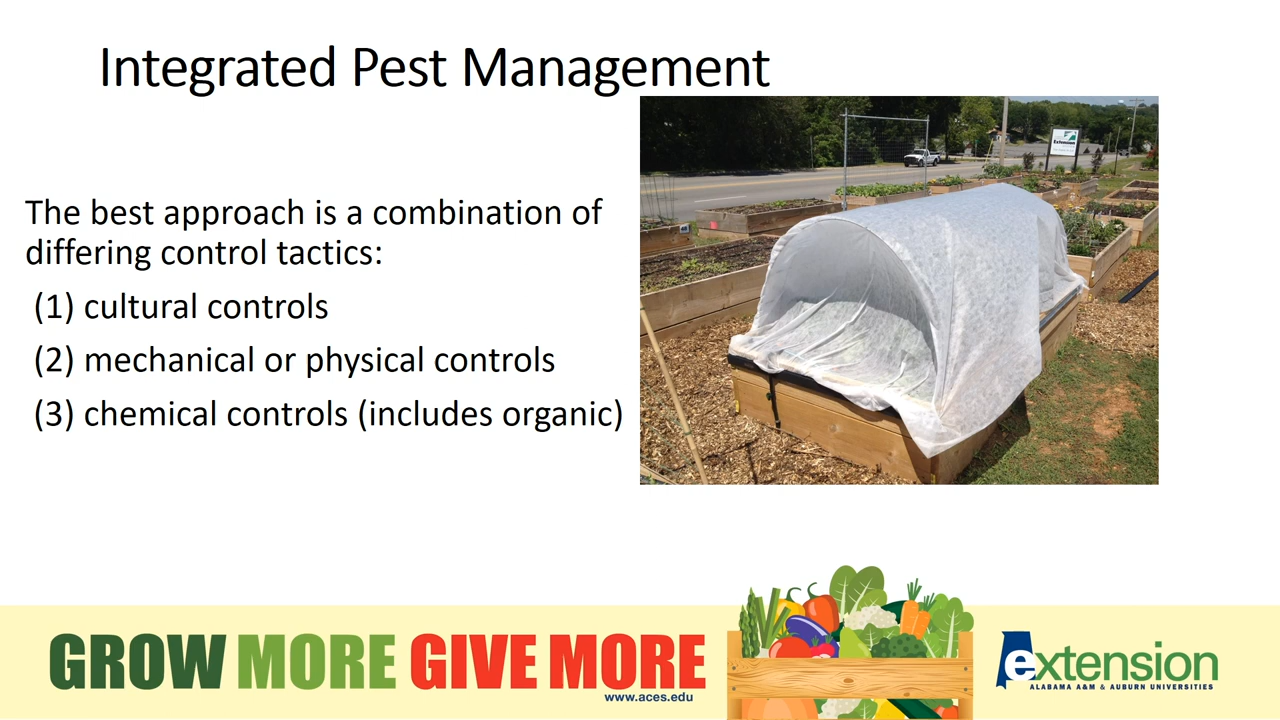 Integrated Pest Management
The best approach is a combination of
differing control tactics:
(1) cultural controls
(2) mechanical or physical controls
(3) chemical controls (includes organic)
Extension
GROW MORE GIVE MORE
www.aces.edu
extension
ALABAMA A&M & AUBURN UNIVERSITIES